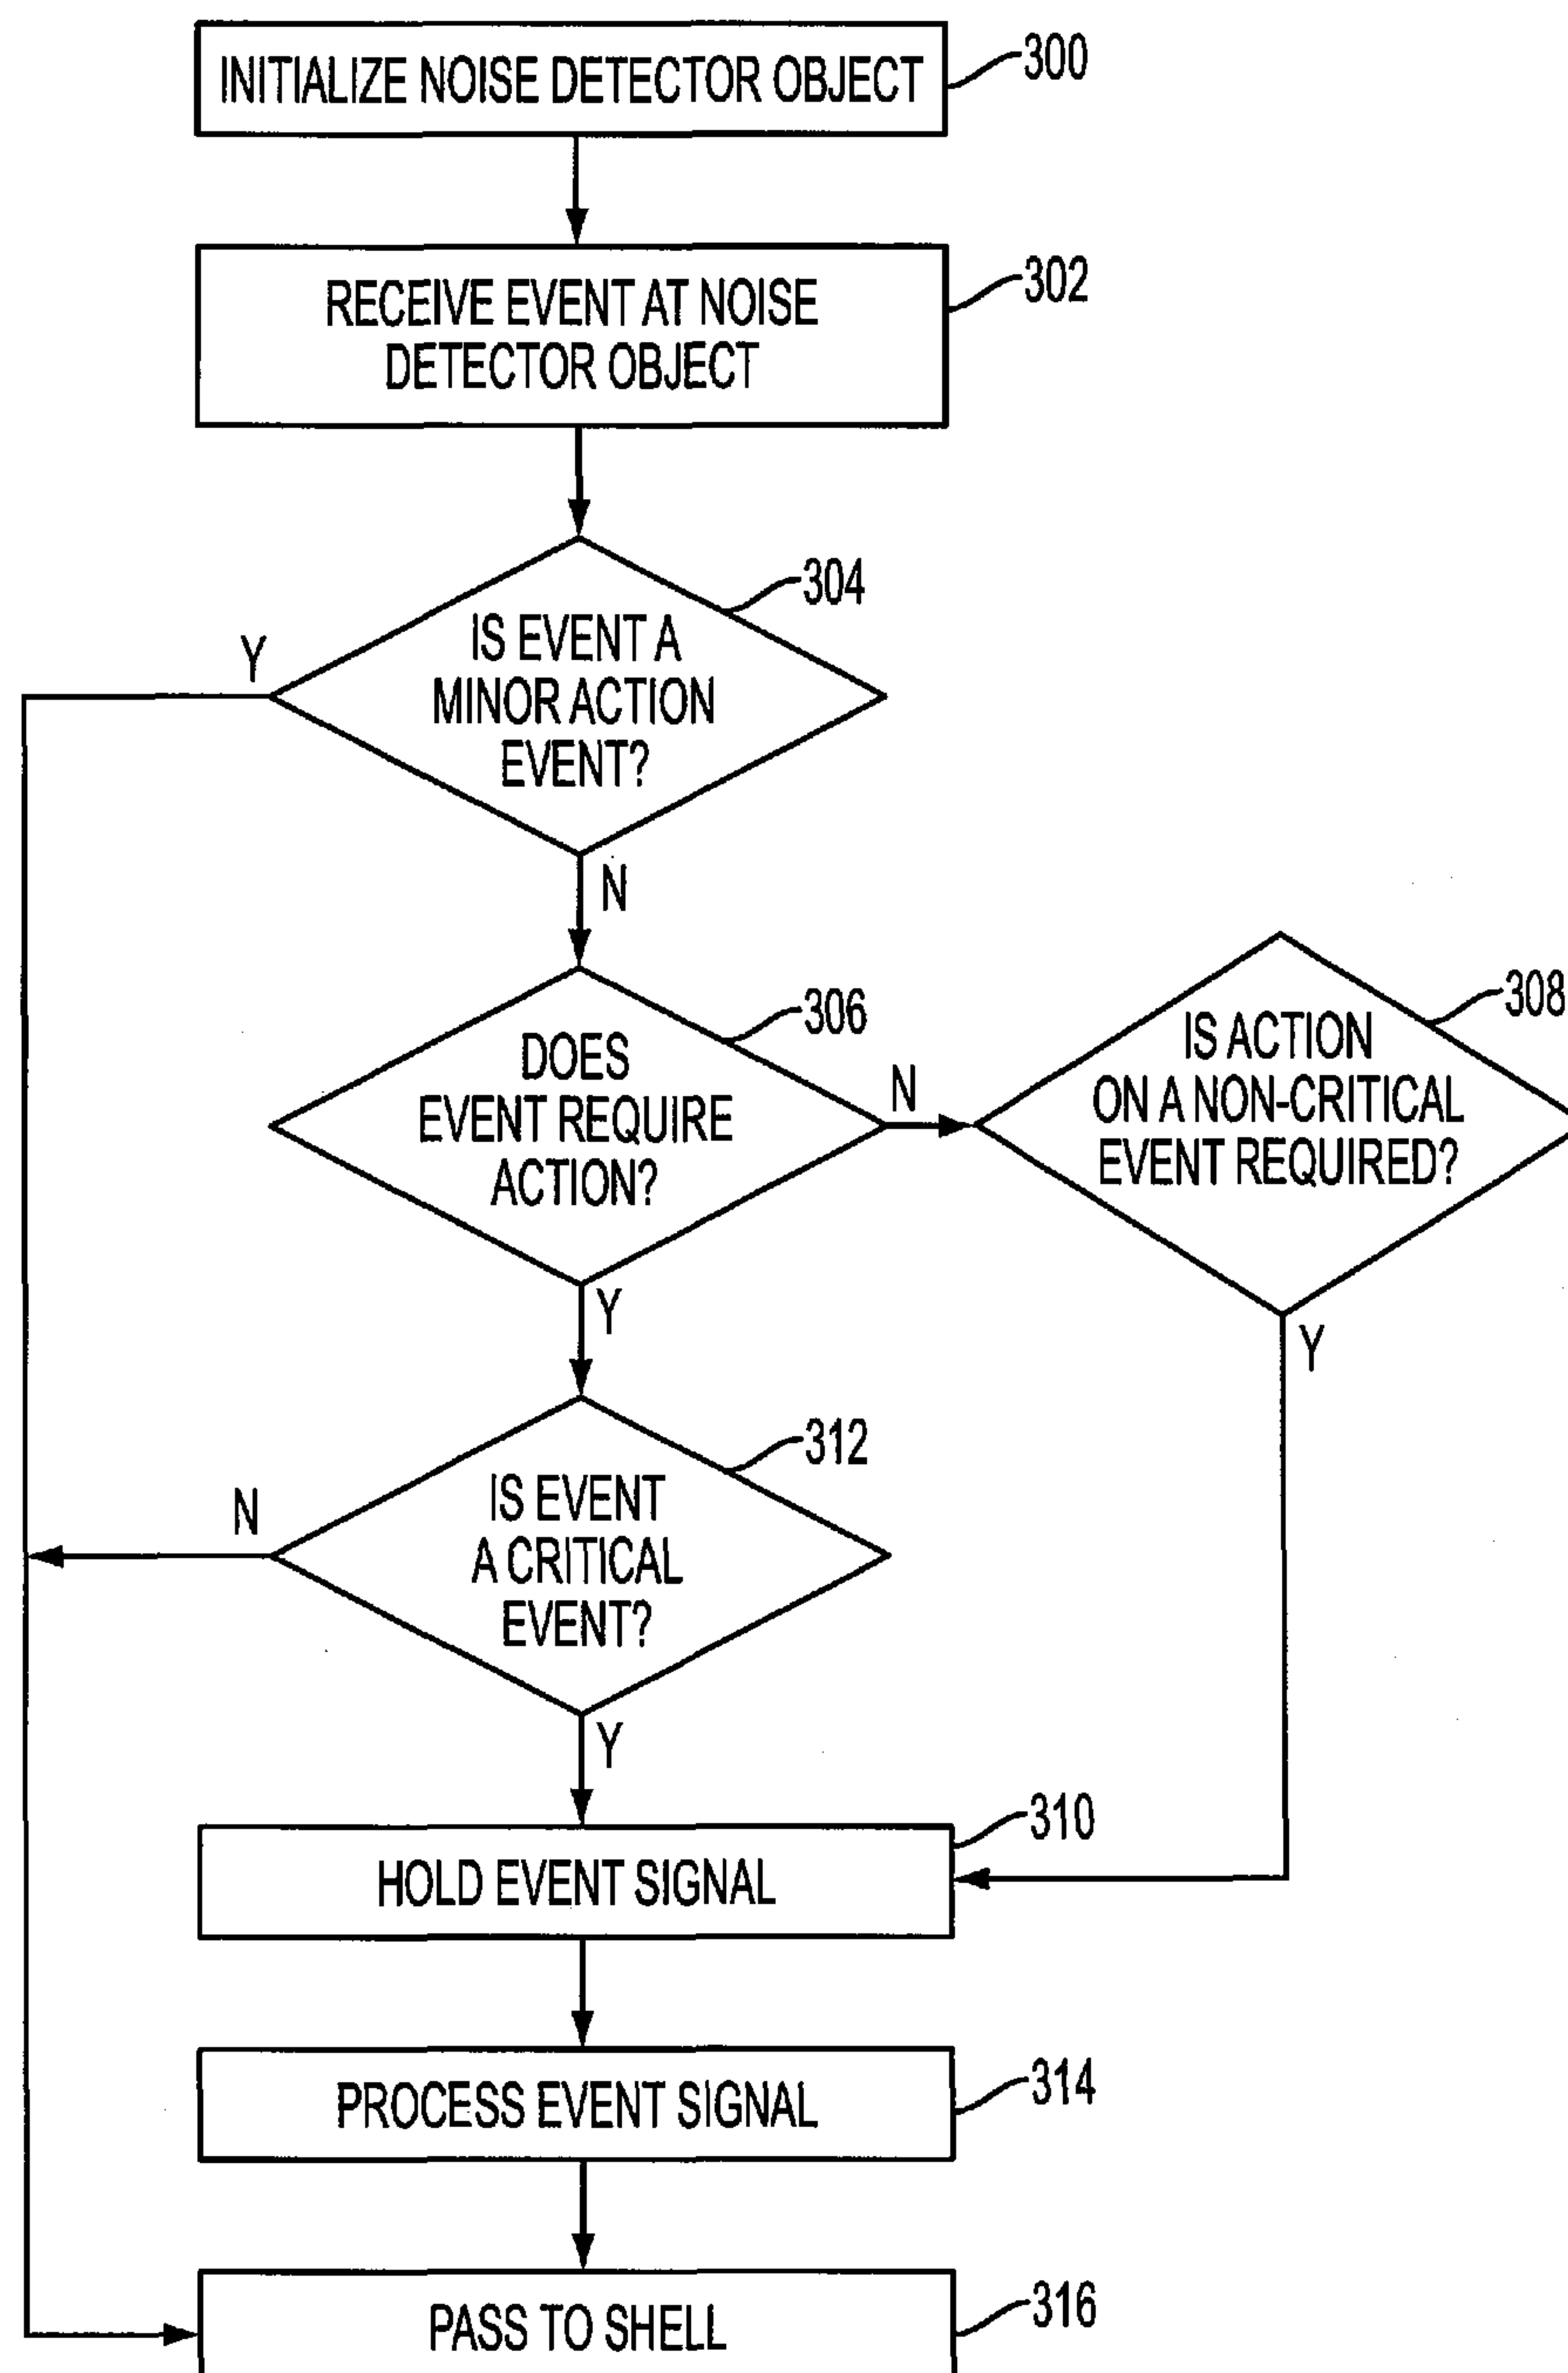 INITIALIZE NOISE DETECTOR OBJECT
300
RECEIVE EVENT AT NOISE
DETECTOR OBJECT
302
304
IS EVENT A
MINOR ACTION
EVENT?
Y
N
306
DOES
EVENT REQUIRE
ACTION?
N
308
IS ACTION
ON A NON-CRITICAL
EVENT REQUIRED?
Y
Y
312
IS EVENT
A CRITICAL
EVENT?
N
Y
310
HOLD EVENT SIGNAL
PROCESS EVENT SIGNAL
314
PASS TO SHELL
316